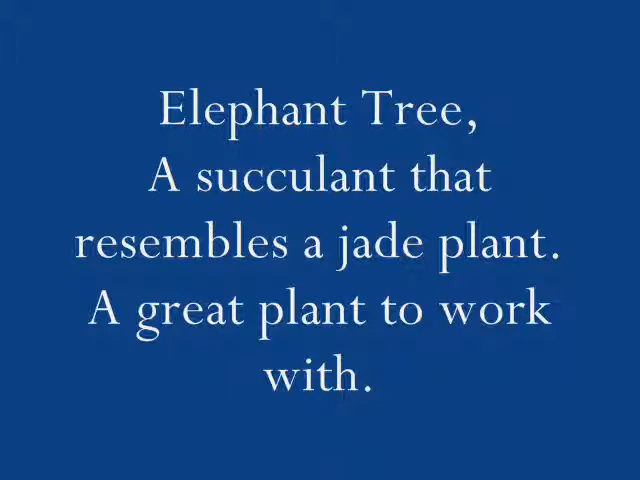 Elephant Tree,
A succulant that
resembles a jade plant.
A great plant to work
with.